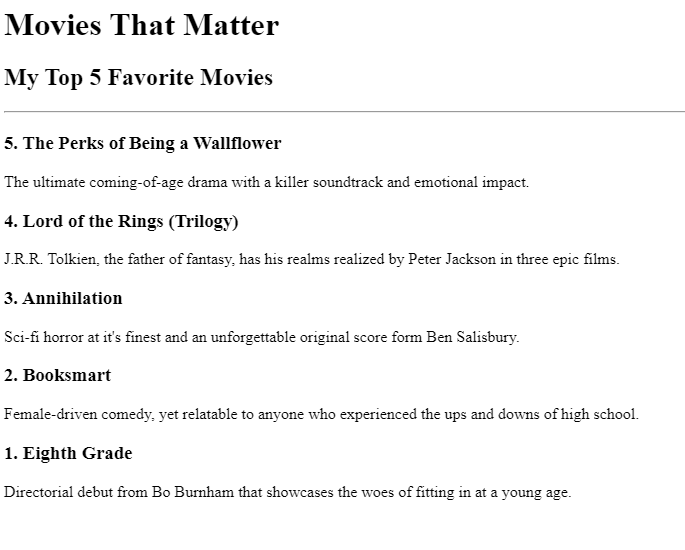 Movies That Matter
My Top 5 Favorite Movies
5. The Perks of Being a Wallflower
The ultimate coming-of-age drama with a killer soundtrack and emotional impact.
4. Lord of the Rings (Trilogy)
J.R.R. Tolkien, the father of fantasy, has his realms realized by Peter Jackson in three epic films.
3. Annihilation
Sci-fi horror at it's finest and an unforgettable original score form Ben Salisbury.
2. Booksmart
Female-driven comedy, yet relatable to anyone who experienced the ups and downs of high school.
1. Eighth Grade
Directorial debut from Bo Burnham that showcases the woes of fitting in at a young age.